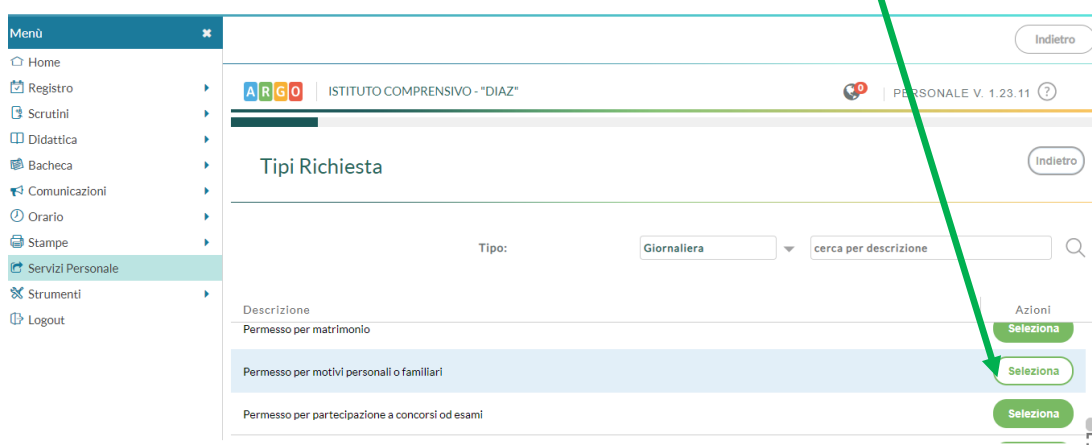 Menù
Home
Registro
Scrutini
Didattica
Bacheca
Comunicazioni
Orario
Stampe
Servizi Personale
Strumenti
Logout
Indietro
ARGO ISTITUTO COMPRENSIVO - "DIAZ" 0 PERSONALE V. 1.23.11 ?
Tipi Richiesta Indietro
Tipo: Giornaliera cerca per descrizione
Descrizione Azioni
Permesso per matrimonio Seleziona
Permesso per motivi personali o familiari Seleziona
Permesso per partecipazione a concorsi od esami Seleziona